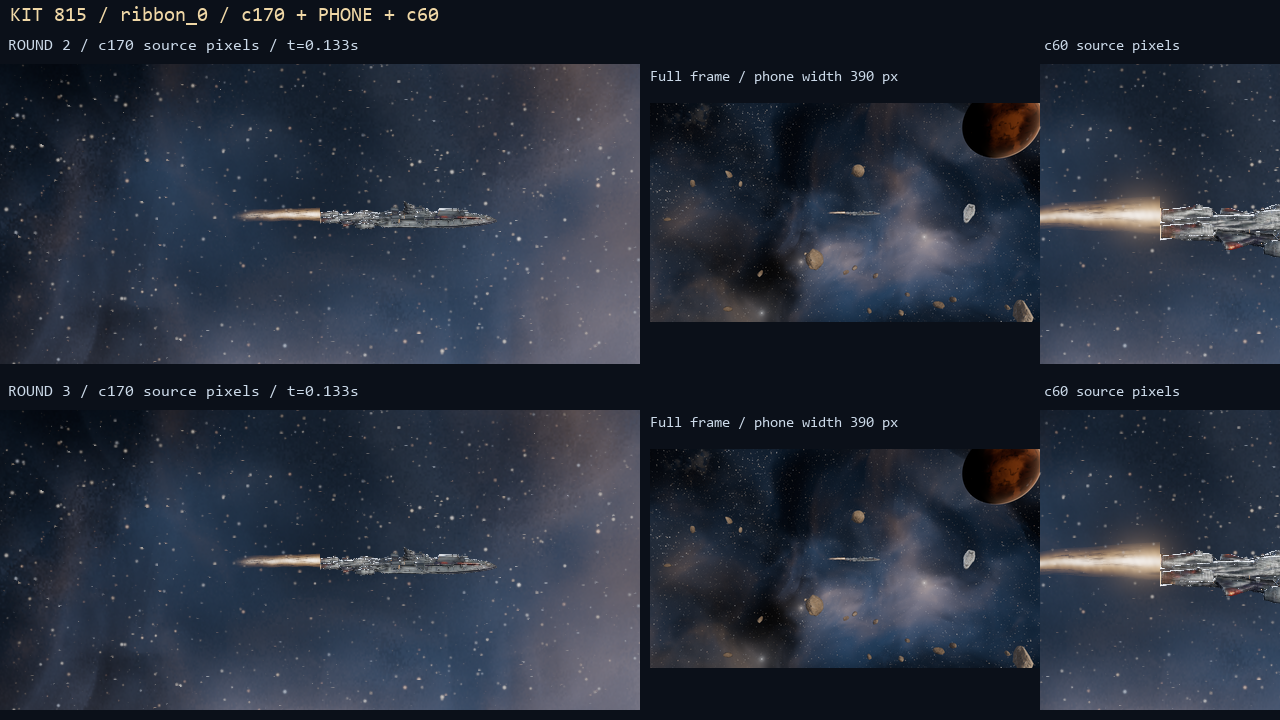 KIT 815 / ribbon_0 / c170 + PHONE + c60
ROUND 2 / c170 source pixels / t=0.133s
Full frame / phone width 390 px
c60 source pixels
ROUND 3 / c170 source pixels / t=0.133s
Full frame / phone width 390 px
c60 source pixels